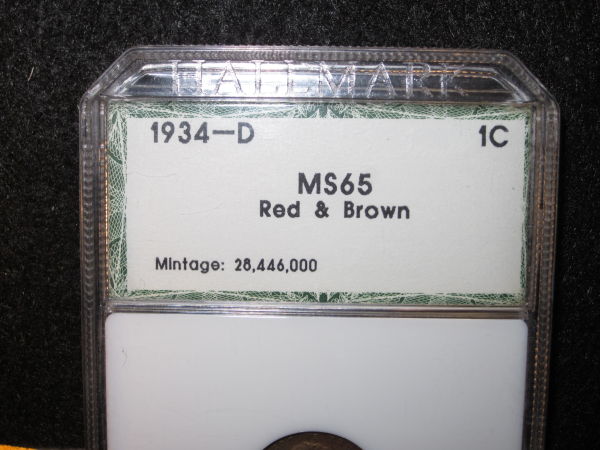 HALLMARK
1934-D 1C
MS65
Red & Brown
Mintage: 28,446,000